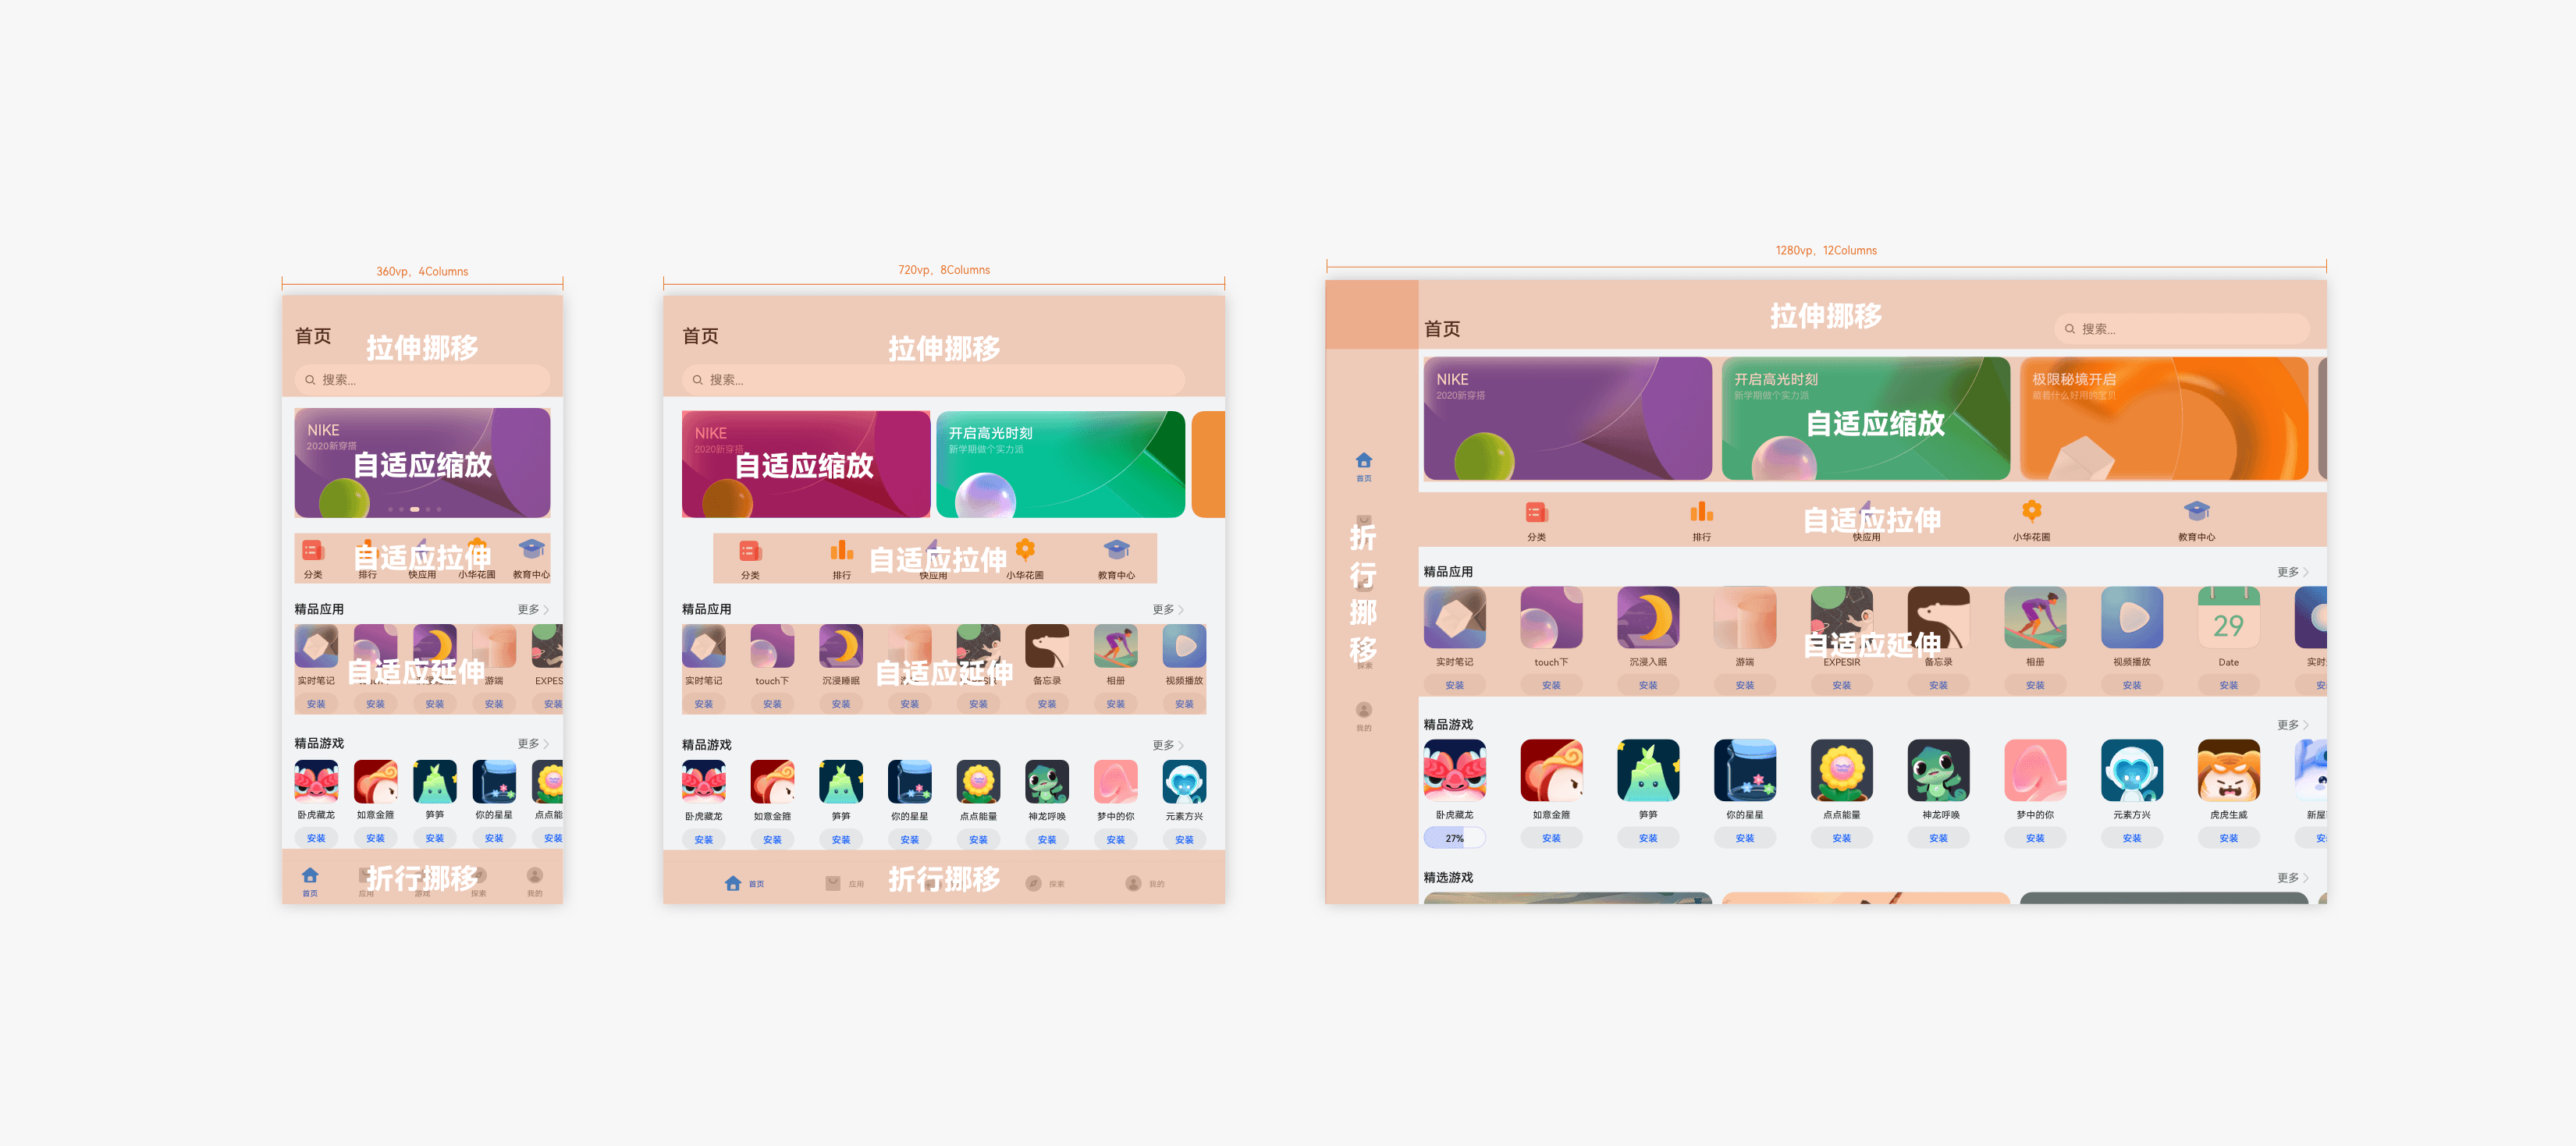 360vp，4Columns
首页
拉伸挪移
搜索...
NIKE
2020新穿搭
自适应缩放
自适应拉伸
分类 排行 快应用 小华花圃 教育中心
精品应用 更多
自适应延伸
实时笔记 游端 EXPES
安装 安装 安装 安装 安装
精品游戏 更多
卧虎藏龙 如意金箍 笋笋 你的星星 点点能
安装 安装 安装 安装 安装
折行挪移
首页 应用 游戏 探索 我的
720vp，8Columns
首页
拉伸挪移
搜索...
NIKE
2020新穿搭
自适应缩放
开启高光时刻
新学期做个实力派
自适应拉伸
分类 排行 快应用 小华花圃 教育中心
精品应用 更多
自适应延伸
实时笔记 touch下 沉浸睡眠 备忘录 相册 视频播放
安装 安装 安装 安装 安装 安装 安装 安装
精品游戏 更多
卧虎藏龙 如意金箍 笋笋 你的星星 点点能量 神龙呼唤 梦中的你 元素方兴
安装 安装 安装 安装 安装 安装 安装 安装
折行挪移
首页 应用 探索 我的
1280vp，12Columns
拉伸挪移
首页
搜索...
首页
折行挪移
探索
我的
NIKE
2020新穿搭
开启高光时刻
新学期做个实力派
自适应缩放
极限秘境开启
藏着什么好用的宝贝
自适应拉伸
分类 排行 快应用 小华花圃 教育中心
精品应用 更多
29
自适应延伸
实时笔记 touch下 沉浸入眠 游端 EXPESIR 备忘录 相册 视频播放 Date 实时
安装 安装 安装 安装 安装 安装 安装 安装 安装 安
精品游戏 更多
卧虎藏龙 如意金箍 笋笋 你的星星 点点能量 神龙呼唤 梦中的你 元素方兴 虎虎生威 新屋
27% 安装 安装 安装 安装 安装 安装 安装 安装 安
精选游戏 更多